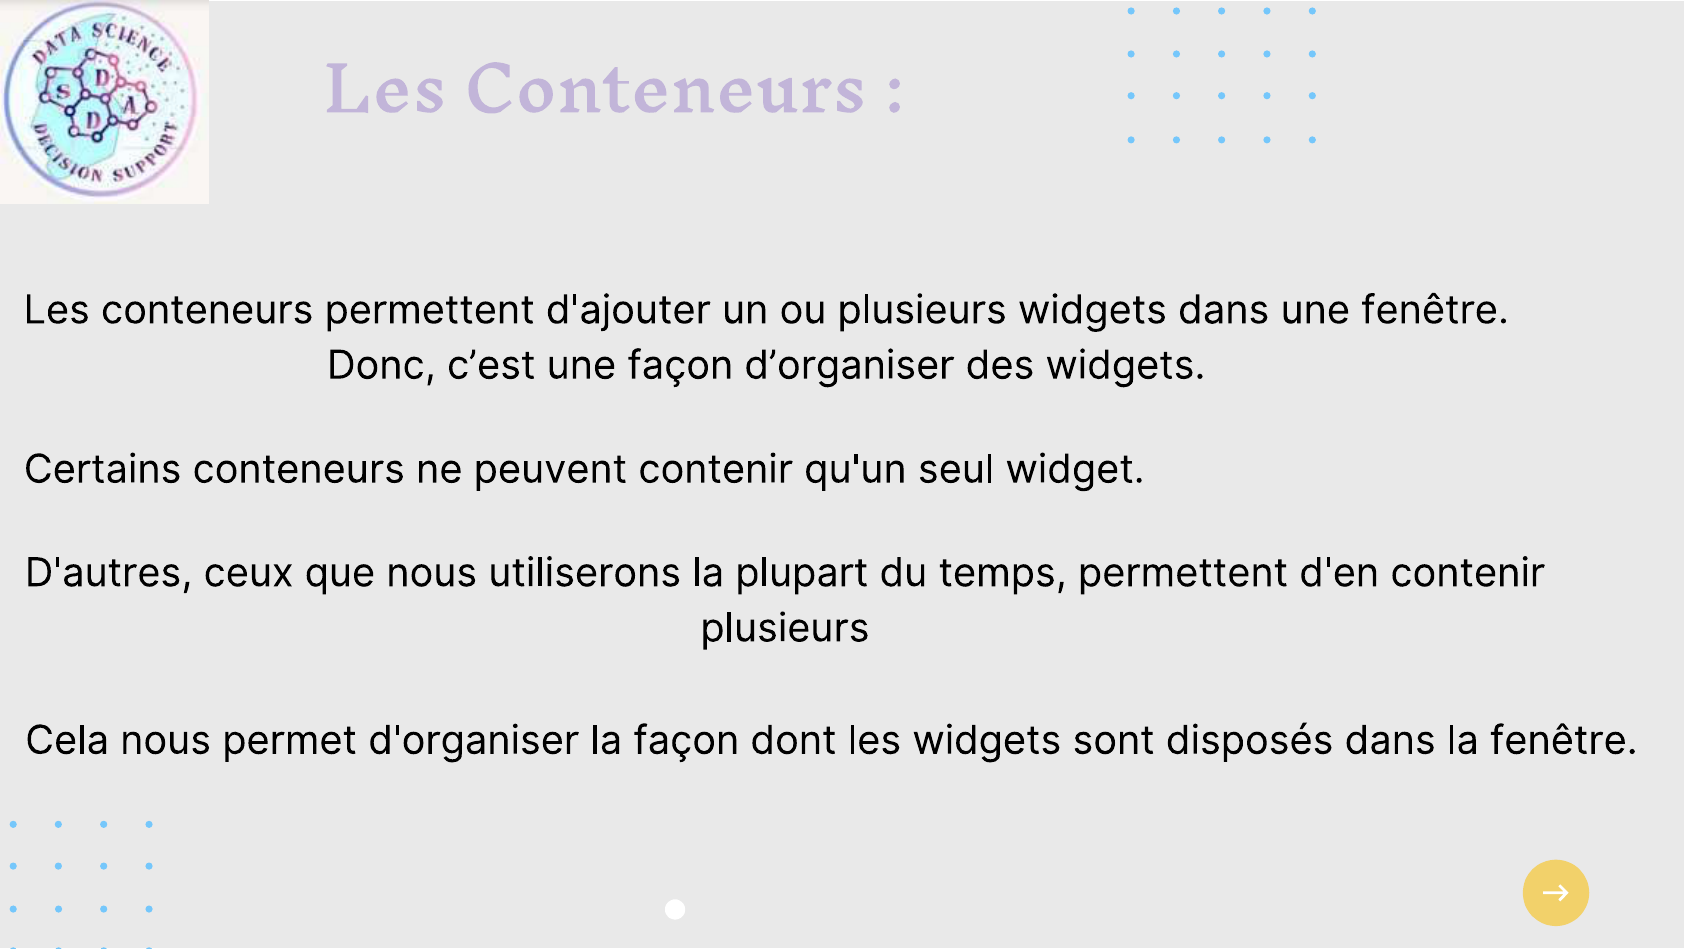 DATA SCIENCE
S D D A
DECISION SUPPORT
Les Conteneurs :
Les conteneurs permettent d'ajouter un ou plusieurs widgets dans une fenêtre.
Donc, c’est une façon d’organiser des widgets.
Certains conteneurs ne peuvent contenir qu'un seul widget.
D'autres, ceux que nous utiliserons la plupart du temps, permettent d'en contenir
plusieurs
Cela nous permet d'organiser la façon dont les widgets sont disposés dans la fenêtre.